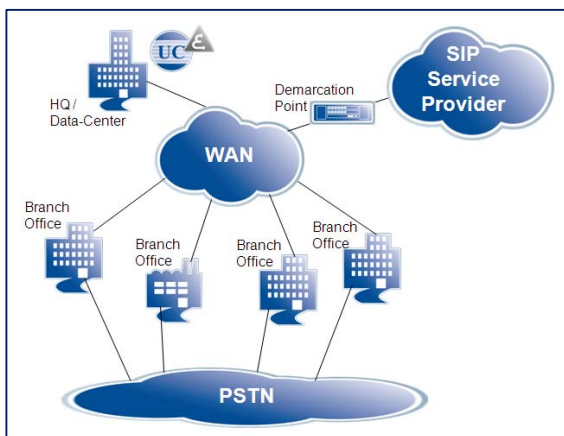 UC
ε
HQ /
Data-Center
Demarcation
Point
SIP
Service
Provider
WAN
Branch
Office
Branch
Office
Branch
Office
Branch
Office
PSTN